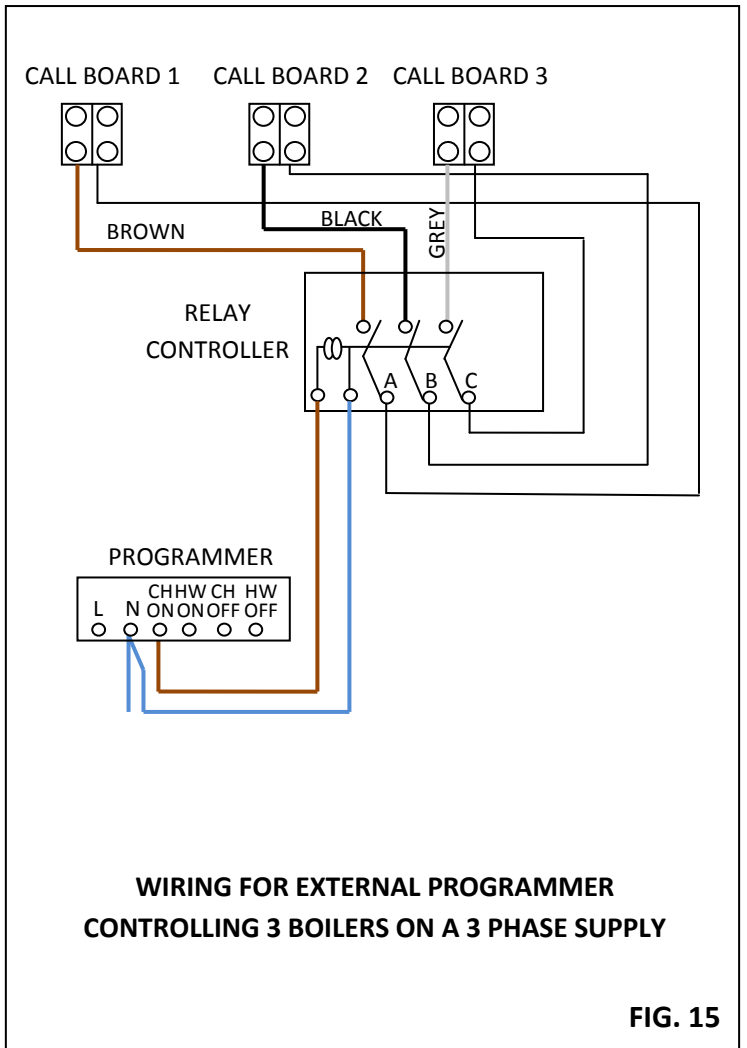 CALL BOARD 1 CALL BOARD 2 CALL BOARD 3
BROWN
BLACK
GREY
RELAY
CONTROLLER
A B C
PROGRAMMER
CH HW CH HW
L N ON ON OFF OFF
WIRING FOR EXTERNAL PROGRAMMER
CONTROLLING 3 BOILERS ON A 3 PHASE SUPPLY
FIG. 15